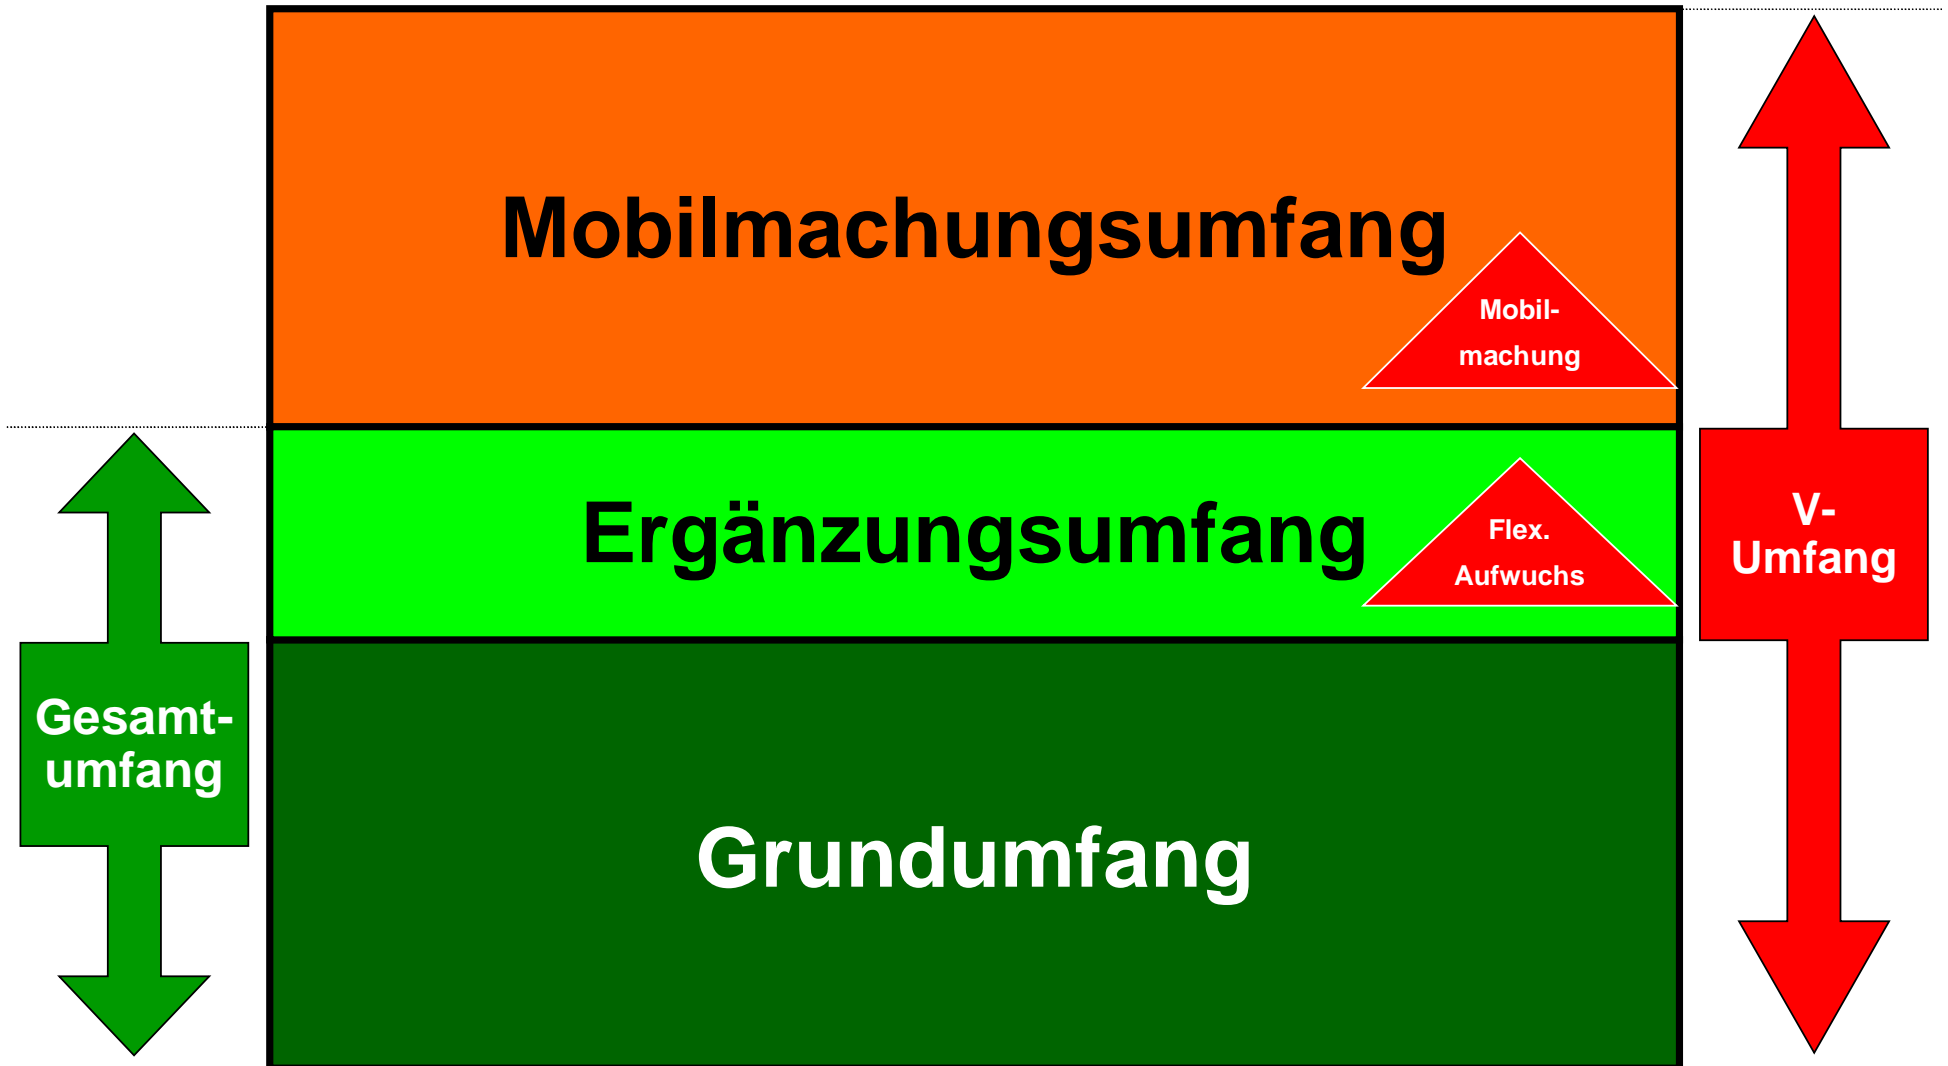 Mobilmachungsumfang
Mobil-
machung
Ergänzungsumfang
Flex.
Aufwuchs
V-
Umfang
Gesamt-
umfang
Grundumfang